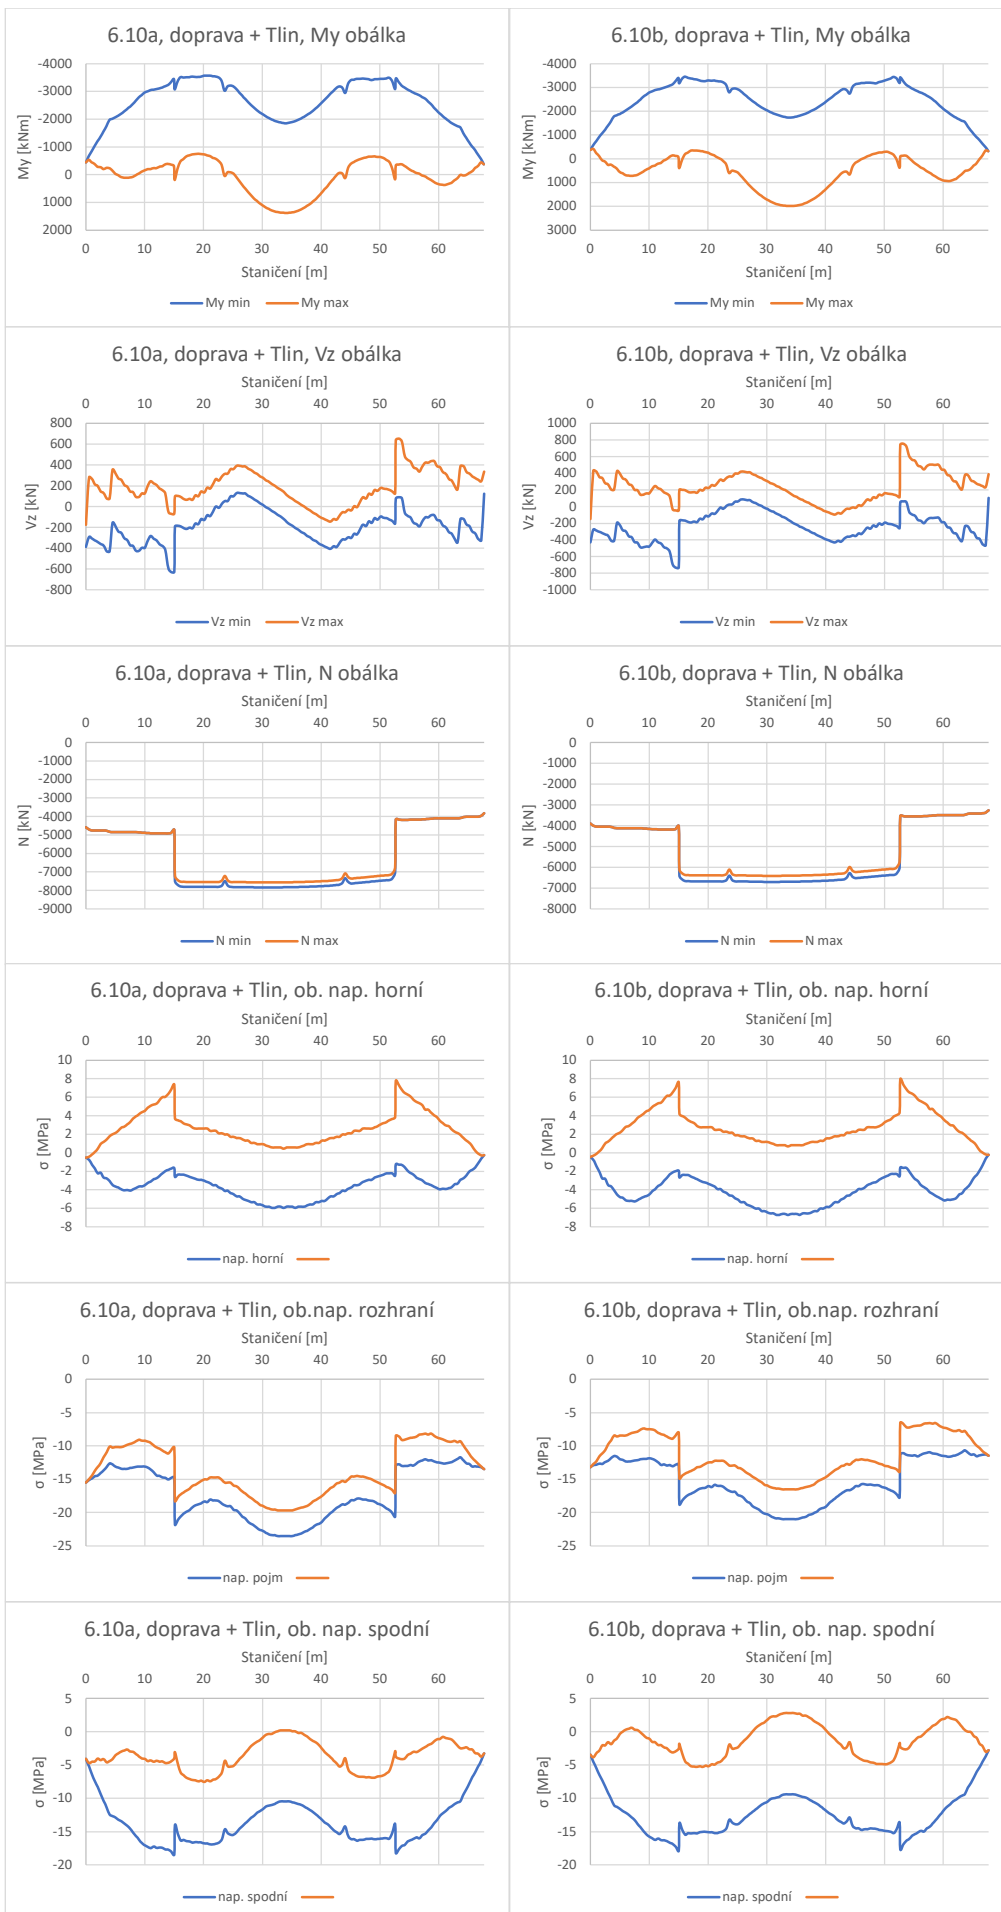 6.10a, doprava + Tlin, My obálka
-4000
-3000
-2000
-1000
0
1000
2000
My [kNm]
0 10 20 30 40 50 60
Staničení [m]
My min My max
6.10b, doprava + Tlin, My obálka
-4000
-3000
-2000
-1000
0
1000
2000
3000
My [kNm]
0 10 20 30 40 50 60
Staničení [m]
My min My max
6.10a, doprava + Tlin, Vz obálka
Staničení [m]
0 10 20 30 40 50 60
800
600
400
200
0
-200
-400
-600
-800
Vz [kN]
Vz min Vz max
6.10b, doprava + Tlin, Vz obálka
Staničení [m]
0 10 20 30 40 50 60
1000
800
600
400
200
0
-200
-400
-600
-800
-1000
Vz [kN]
Vz min Vz max
6.10a, doprava + Tlin, N obálka
Staničení [m]
0 10 20 30 40 50 60
0
-1000
-2000
-3000
-4000
-5000
-6000
-7000
-8000
-9000
N [kN]
N min N max
6.10b, doprava + Tlin, N obálka
Staničení [m]
0 10 20 30 40 50 60
0
-1000
-2000
-3000
-4000
-5000
-6000
-7000
-8000
N [kN]
N min N max
6.10a, doprava + Tlin, ob. nap. horní
Staničení [m]
0 10 20 30 40 50 60
10
8
6
4
2
0
-2
-4
-6
-8
σ [MPa]
nap. horní
6.10b, doprava + Tlin, ob. nap. horní
Staničení [m]
0 10 20 30 40 50 60
10
8
6
4
2
0
-2
-4
-6
-8
σ [MPa]
nap. horní
6.10a, doprava + Tlin, ob.nap. rozhraní
Staničení [m]
0 10 20 30 40 50 60
0
-5
-10
-15
-20
-25
σ [MPa]
nap. pojm
6.10b, doprava + Tlin, ob.nap. rozhraní
Staničení [m]
0 10 20 30 40 50 60
0
-5
-10
-15
-20
-25
σ [MPa]
nap. pojm
6.10a, doprava + Tlin, ob. nap. spodní
Staničení [m]
0 10 20 30 40 50 60
5
0
-5
-10
-15
-20
σ [MPa]
nap. spodní
6.10b, doprava + Tlin, ob. nap. spodní
Staničení [m]
0 10 20 30 40 50 60
5
0
-5
-10
-15
-20
σ [MPa]
nap. spodní